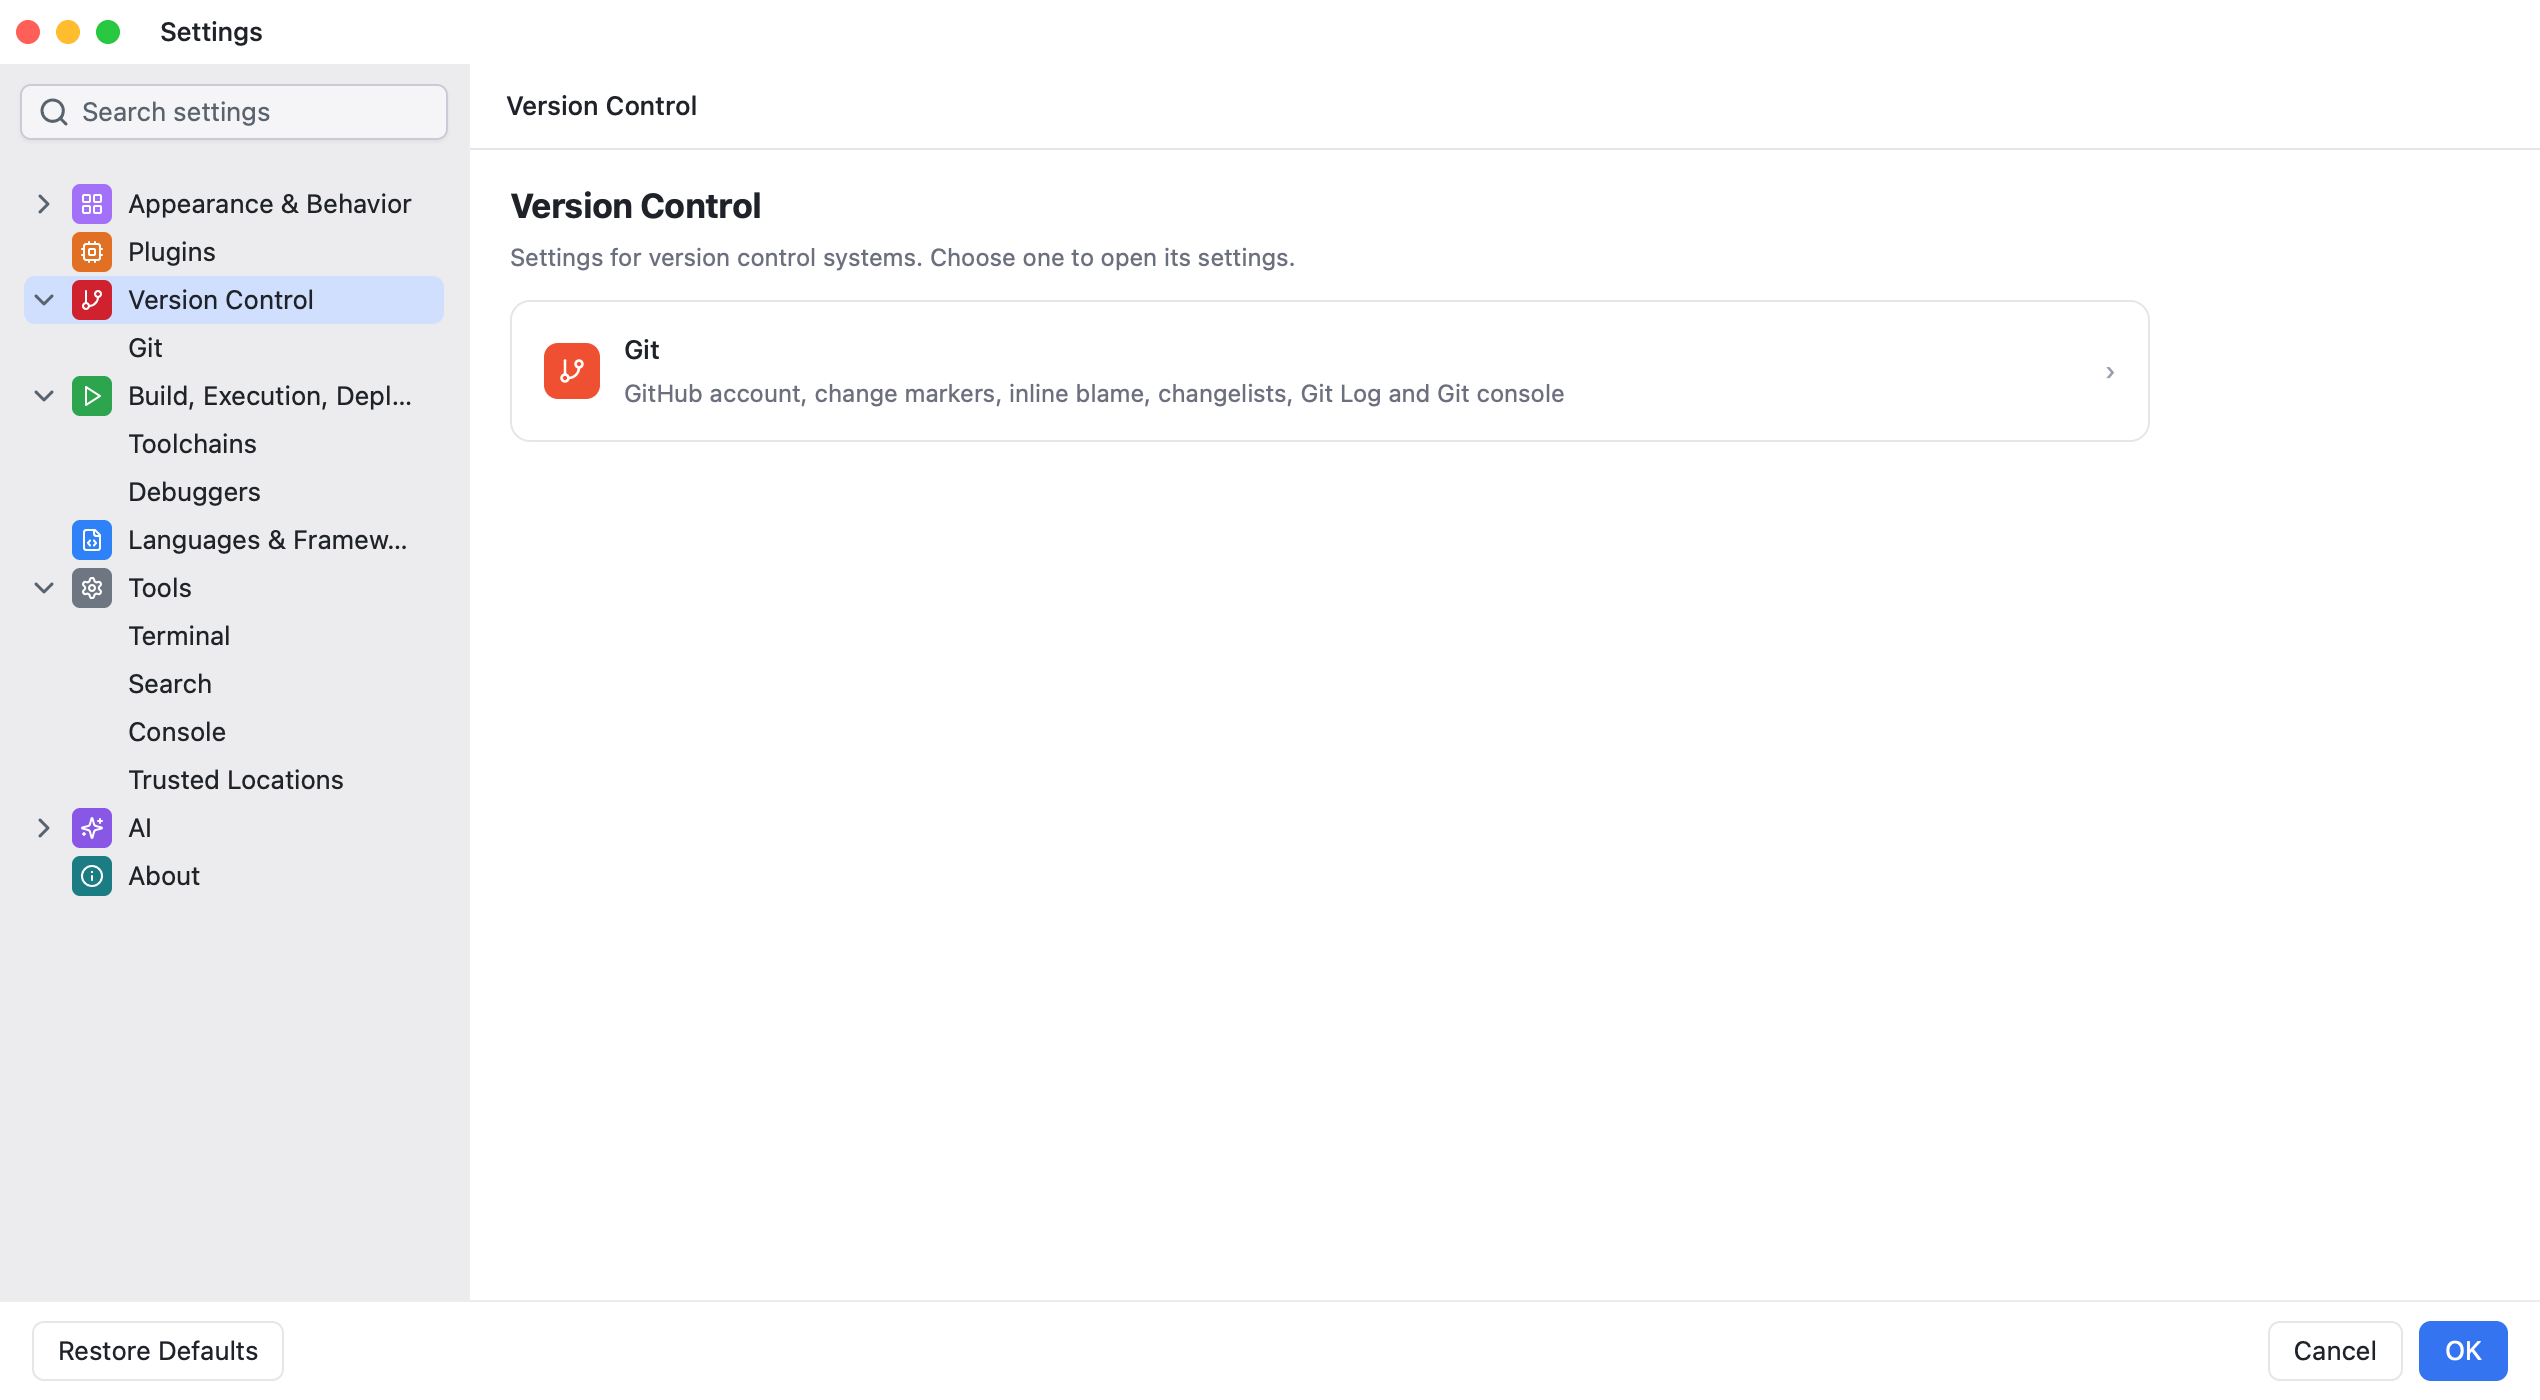 Settings
Search settings
Appearance & Behavior
Plugins
Version Control
Git
Build, Execution, Depl...
Toolchains
Debuggers
Languages & Framew...
Tools
Terminal
Search
Console
Trusted Locations
AI
About
Version Control
Version Control
Settings for version control systems. Choose one to open its settings.
Git
GitHub account, change markers, inline blame, changelists, Git Log and Git console
Restore Defaults
Cancel
OK